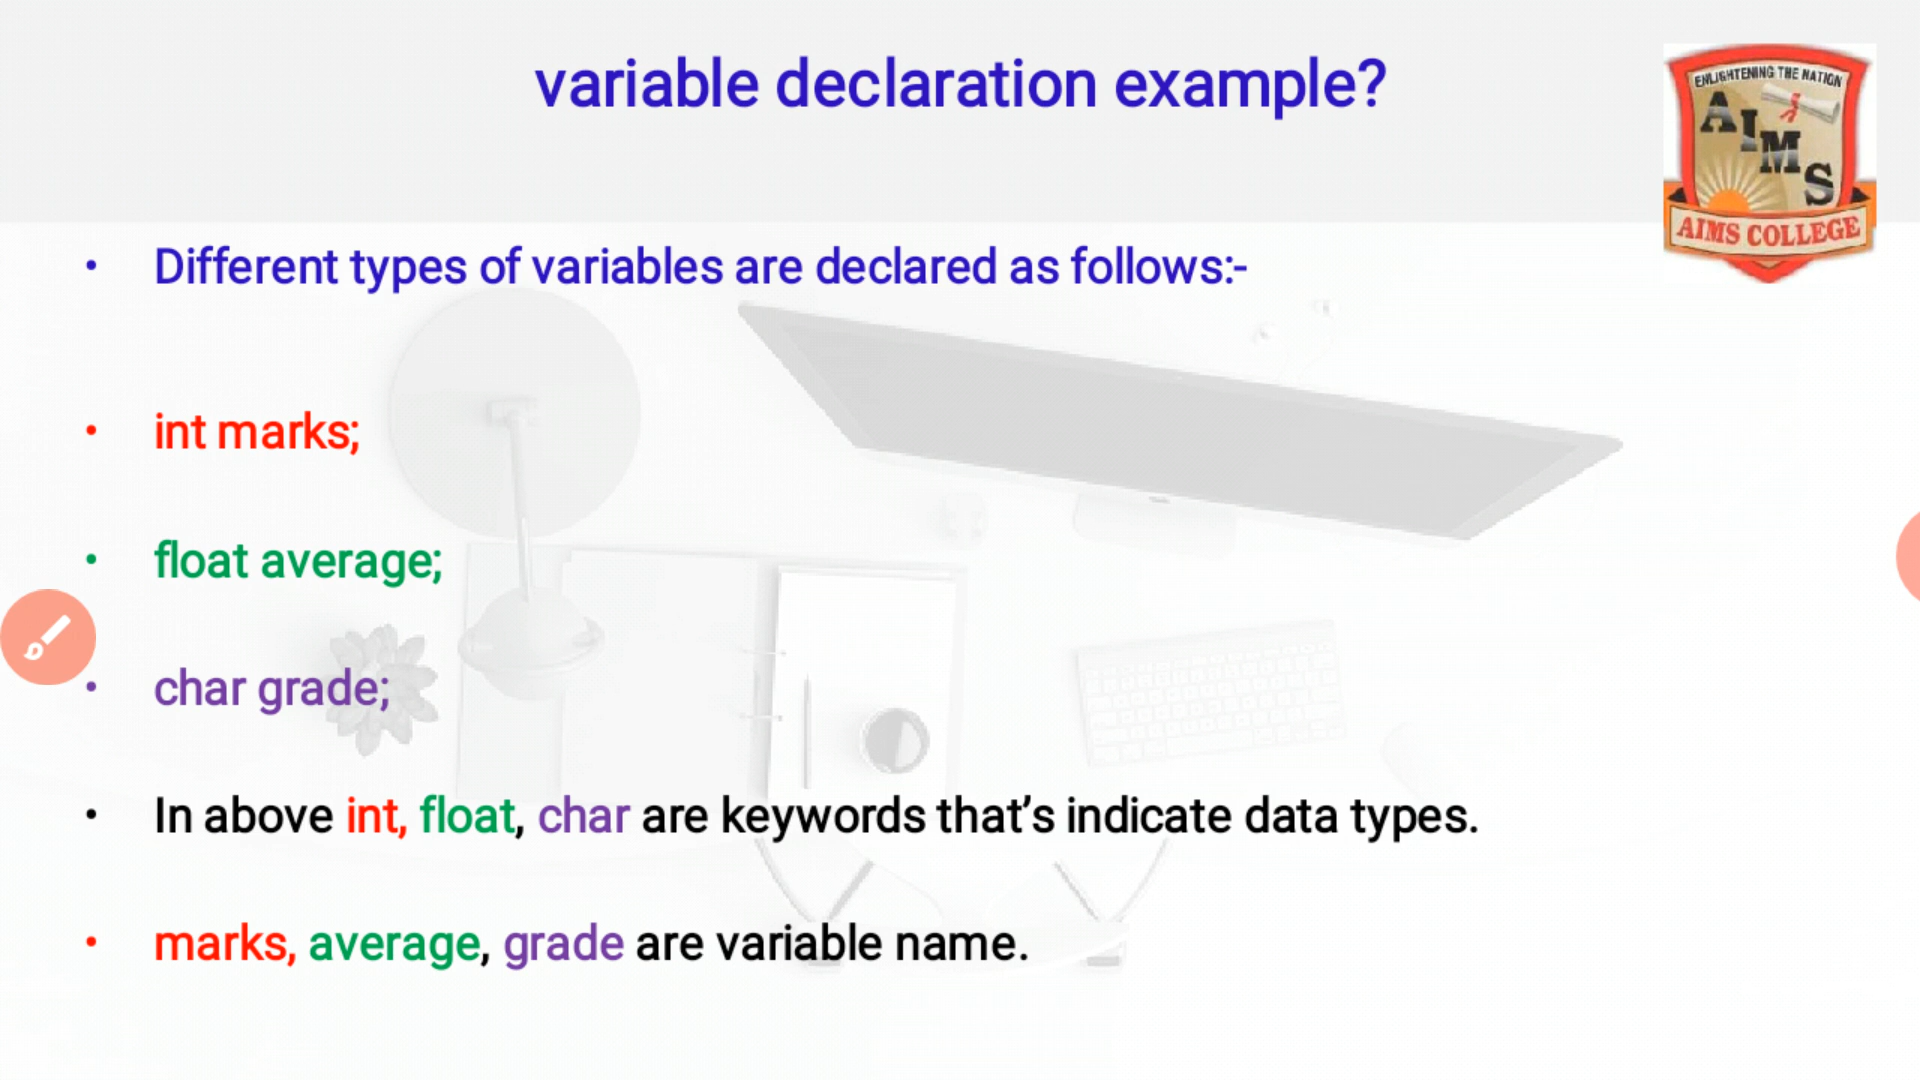 variable declaration example?
ENLIGHTENING THE NATION
AIMS
AIMS COLLEGE
• Different types of variables are declared as follows:-
• int marks;
• float average;
• char grade;
• In above int, float, char are keywords that’s indicate data types.
• marks, average, grade are variable name.